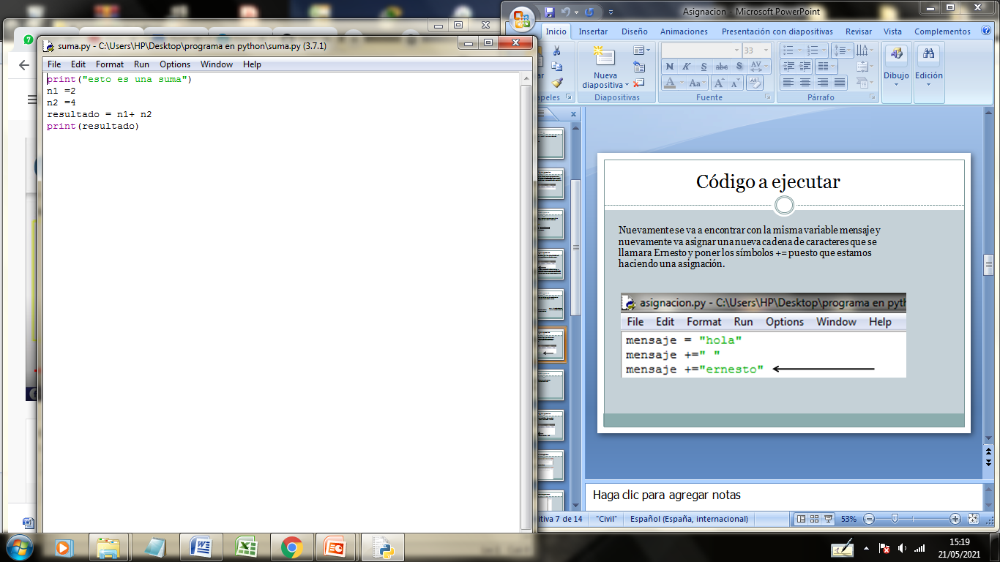 suma.py - C:\Users\HP\Desktop\programa en python\suma.py (3.7.1)
File Edit Format Run Options Window Help
print("esto es una suma")
n1 =2
n2 =4
resultado = n1+ n2
print(resultado)
7
Asignacion - Microsoft PowerPoint
Inicio Insertar Diseño Animaciones Presentación con diapositivas Revisar Vista Complementos
33
Nueva
diapositiva
N K S abc S AV
A Aa A A
Dibujo Edición
Diapositivas Fuente Párrafo
Código a ejecutar
Nuevamente se va a encontrar con la misma variable mensaje y
nuevamente va asignar una nueva cadena de caracteres que se
llamara Ernesto y poner los símbolos += puesto que estamos
haciendo una asignación.
asignacion.py - C:\Users\HP\Desktop\programa en pyth
File Edit Format Run Options Window Help
mensaje = "hola"
mensaje +=" "
mensaje +="ernesto"
Haga clic para agregar notas
itiva 7 de 14 "Civil" Español (España, internacional) 53%
15:19
21/05/2021